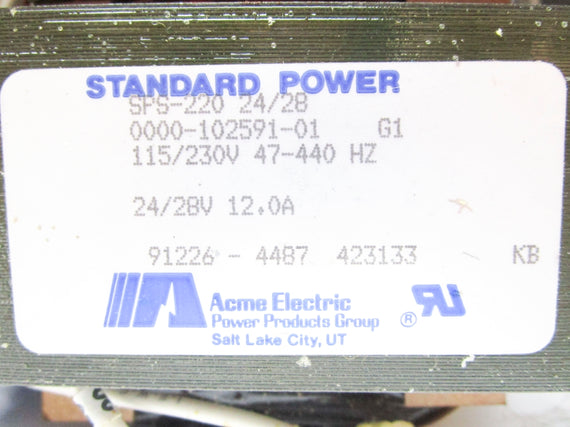 STANDARD POWER
SPS-220 24/28
0000-102591-01 G1
115/230V 47-440 HZ
24/28V 12.0A
91226 - 4487 423133 KB
Acme Electric
Power Products Group ®
Salt Lake City, UT